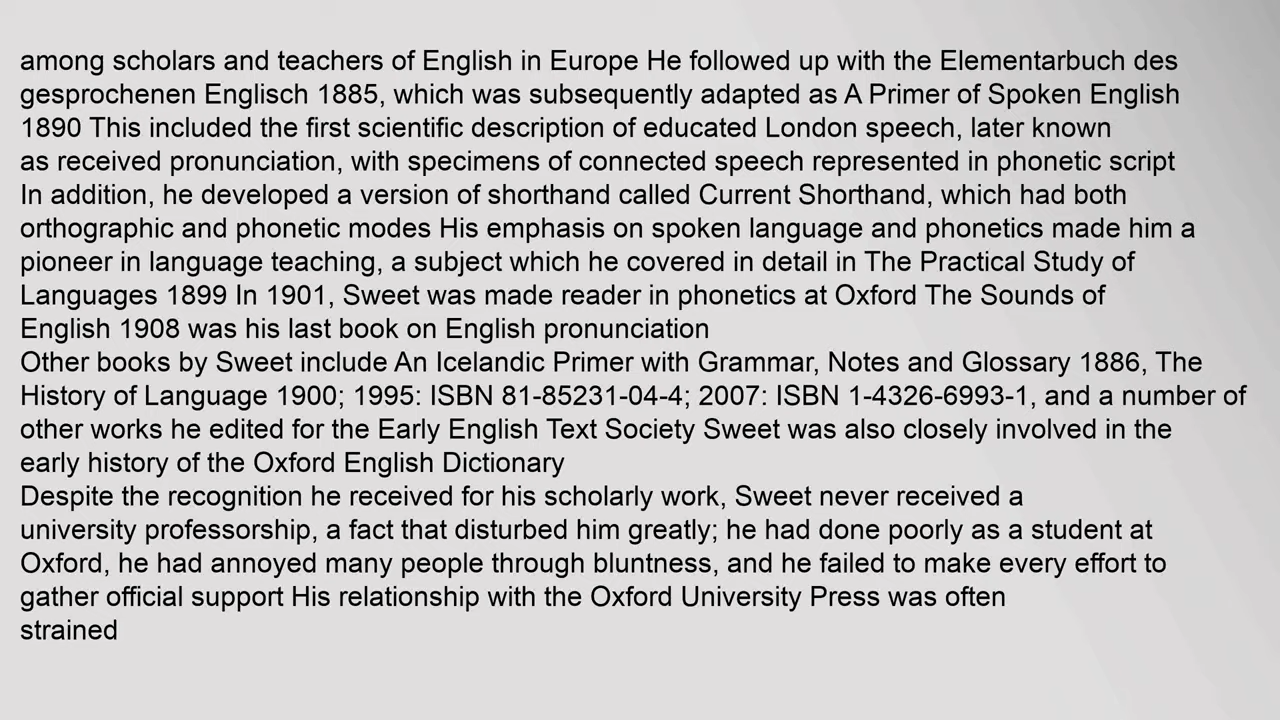 among scholars and teachers of English in Europe He followed up with the Elementarbuch des
gesprochenen Englisch 1885, which was subsequently adapted as A Primer of Spoken English
1890 This included the first scientific description of educated London speech, later known
as received pronunciation, with specimens of connected speech represented in phonetic script
In addition, he developed a version of shorthand called Current Shorthand, which had both
orthographic and phonetic modes His emphasis on spoken language and phonetics made him a
pioneer in language teaching, a subject which he covered in detail in The Practical Study of
Languages 1899 In 1901, Sweet was made reader in phonetics at Oxford The Sounds of
English 1908 was his last book on English pronunciation
Other books by Sweet include An Icelandic Primer with Grammar, Notes and Glossary 1886, The
History of Language 1900; 1995: ISBN 81-85231-04-4; 2007: ISBN 1-4326-6993-1, and a number of
other works he edited for the Early English Text Society Sweet was also closely involved in the
early history of the Oxford English Dictionary
Despite the recognition he received for his scholarly work, Sweet never received a
university professorship, a fact that disturbed him greatly; he had done poorly as a student at
Oxford, he had annoyed many people through bluntness, and he failed to make every effort to
gather official support His relationship with the Oxford University Press was often
strained